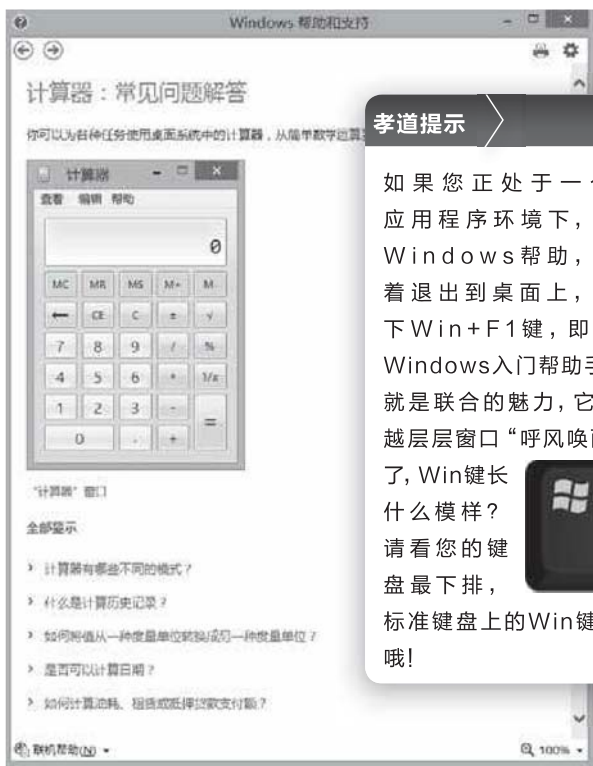 Windows 帮助和支持
计算器：常见问题解答
你可以为各种任务使用桌面系统中的计算器，从简单数学运算
计算器
查看 编辑 帮助
0
MC MR MS M+ M-
← CE C ± √
7 8 9 / %
4 5 6 * 1/x
1 2 3 - =
0 . +
“计算器” 窗口
全部显示
计算器有哪些不同的模式？
什么是计算历史记录？
如何将值从一种度量单位转换成另一种度量单位？
是否可以计算日期？
如何计算油耗、租赁或抵押贷款支付额？
联机帮助(N)
100%
孝道提示
如果您正处于一
应用程序环境下，
Windows帮助，
着退出到桌面上，
下Win+F1键，即
Windows入门帮助
就是联合的魅力，它
越层层窗口“呼风唤
了，Win键长
什么模样？
请看您的键
盘最下排，
标准键盘上的Win键
哦！